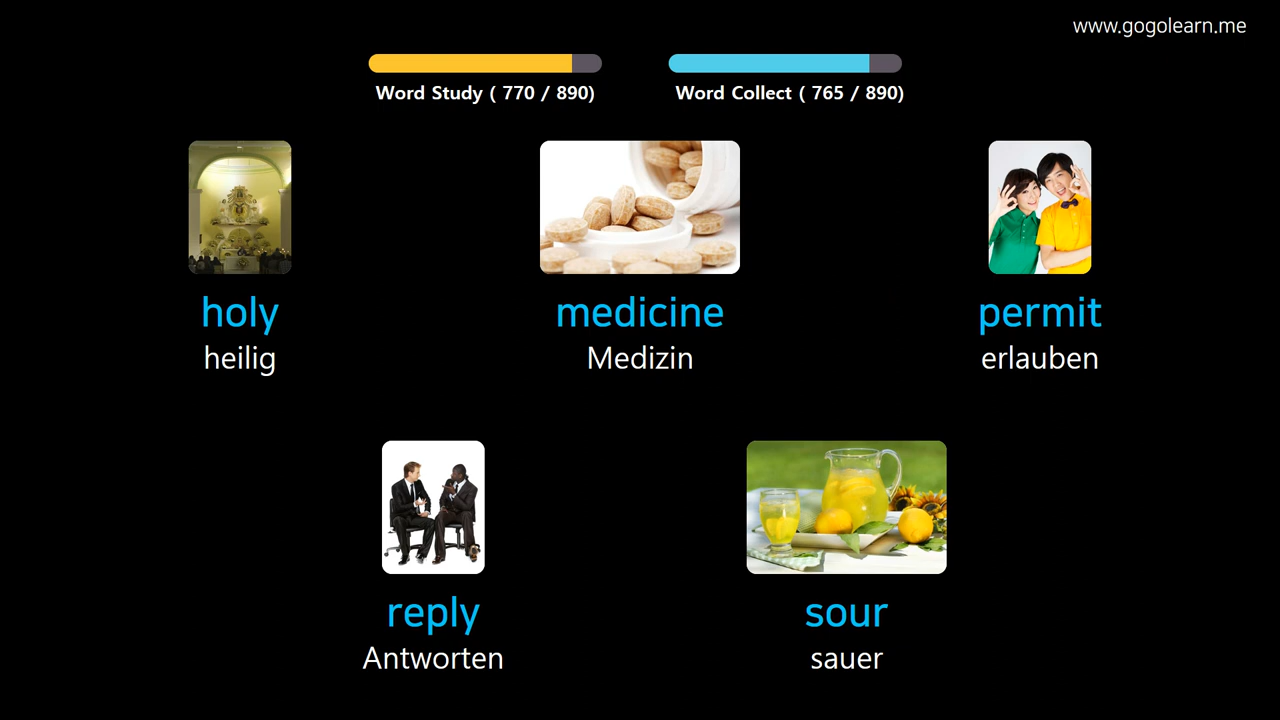 www.gogolearn.me
Word Study ( 770 / 890)
Word Collect ( 765 / 890)
holy
heilig
medicine
Medizin
permit
erlauben
reply
Antworten
sour
sauer